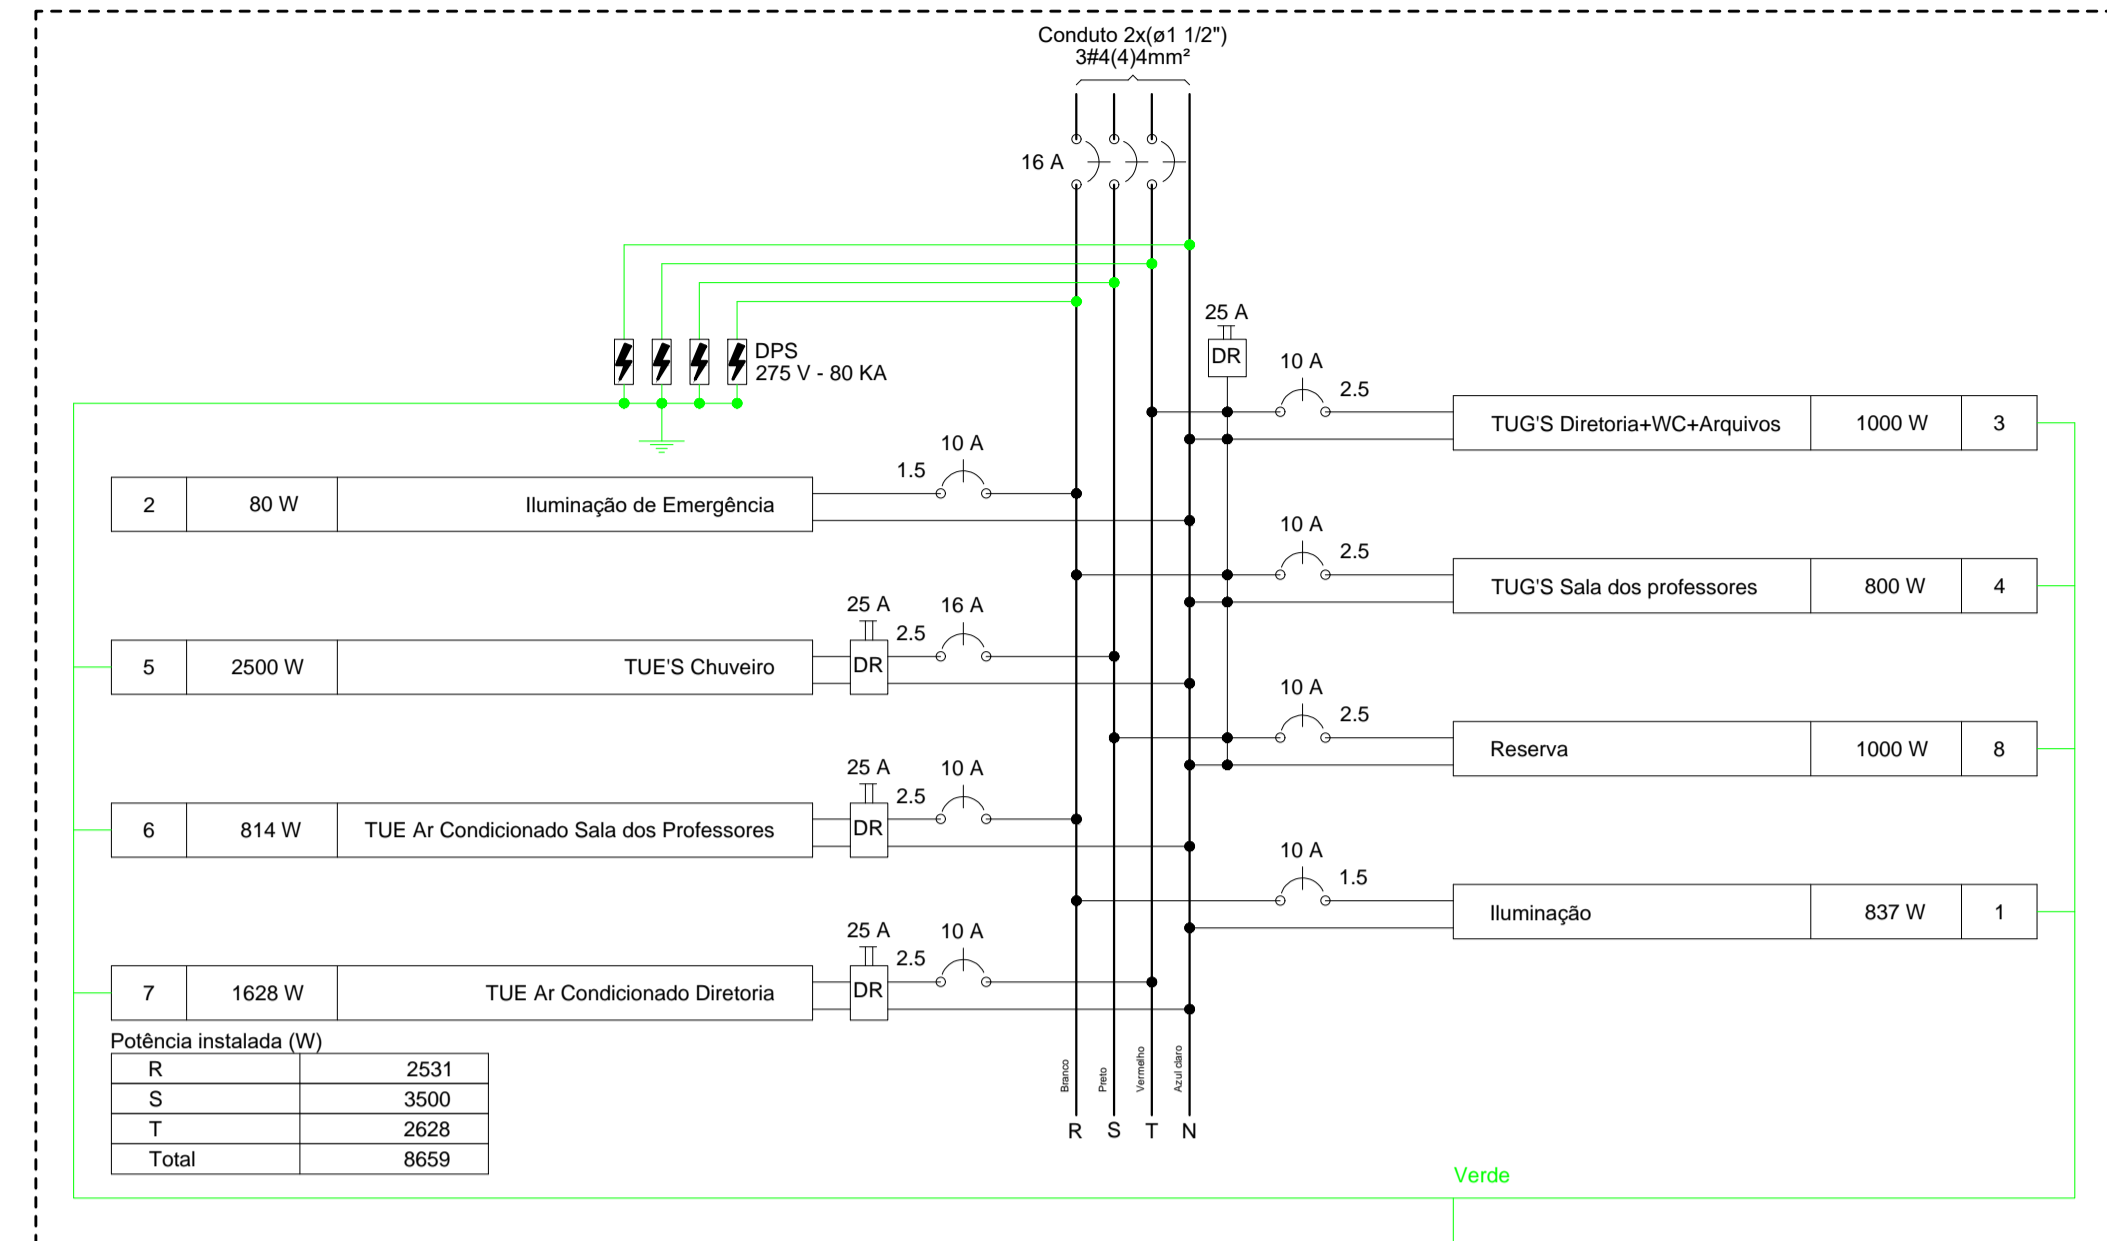 Conduto 2x(ø1 1/2")
3#4(4)4mm²
16 A
DPS
275 V - 80 KA
25 A
DR
10 A
2.5
TUG'S Diretoria+WC+Arquivos 1000 W 3
10 A
1.5
2 80 W Iluminação de Emergência
10 A
2.5
TUG'S Sala dos professores 800 W 4
25 A 16 A
2.5
5 2500 W TUE'S Chuveiro DR
10 A
2.5
Reserva 1000 W 8
25 A 10 A
2.5
6 814 W TUE Ar Condicionado Sala dos Professores DR
10 A
1.5
Iluminação 837 W 1
25 A 10 A
2.5
7 1628 W TUE Ar Condicionado Diretoria DR
Potência instalada (W)
R 2531
S 3500
T 2628
Total 8659
Branco
Preto
Vermelho
Azul claro
R S T N
Verde